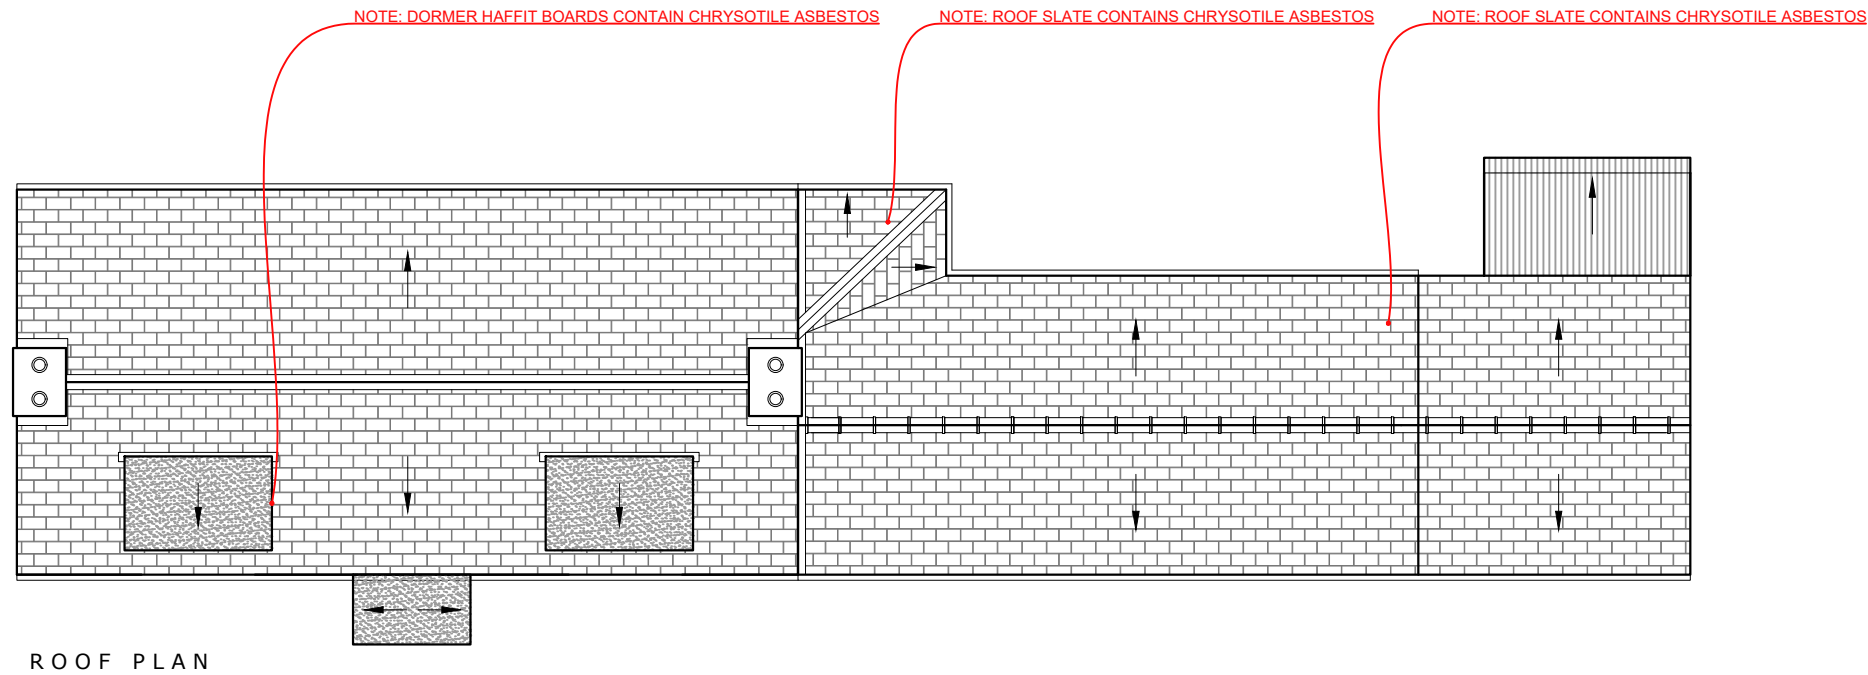 NOTE: DORMER HAFFIT BOARDS CONTAIN CHRYSOTILE ASBESTOS
NOTE: ROOF SLATE CONTAINS CHRYSOTILE ASBESTOS
NOTE: ROOF SLATE CONTAINS CHRYSOTILE ASBESTOS
ROOF PLAN